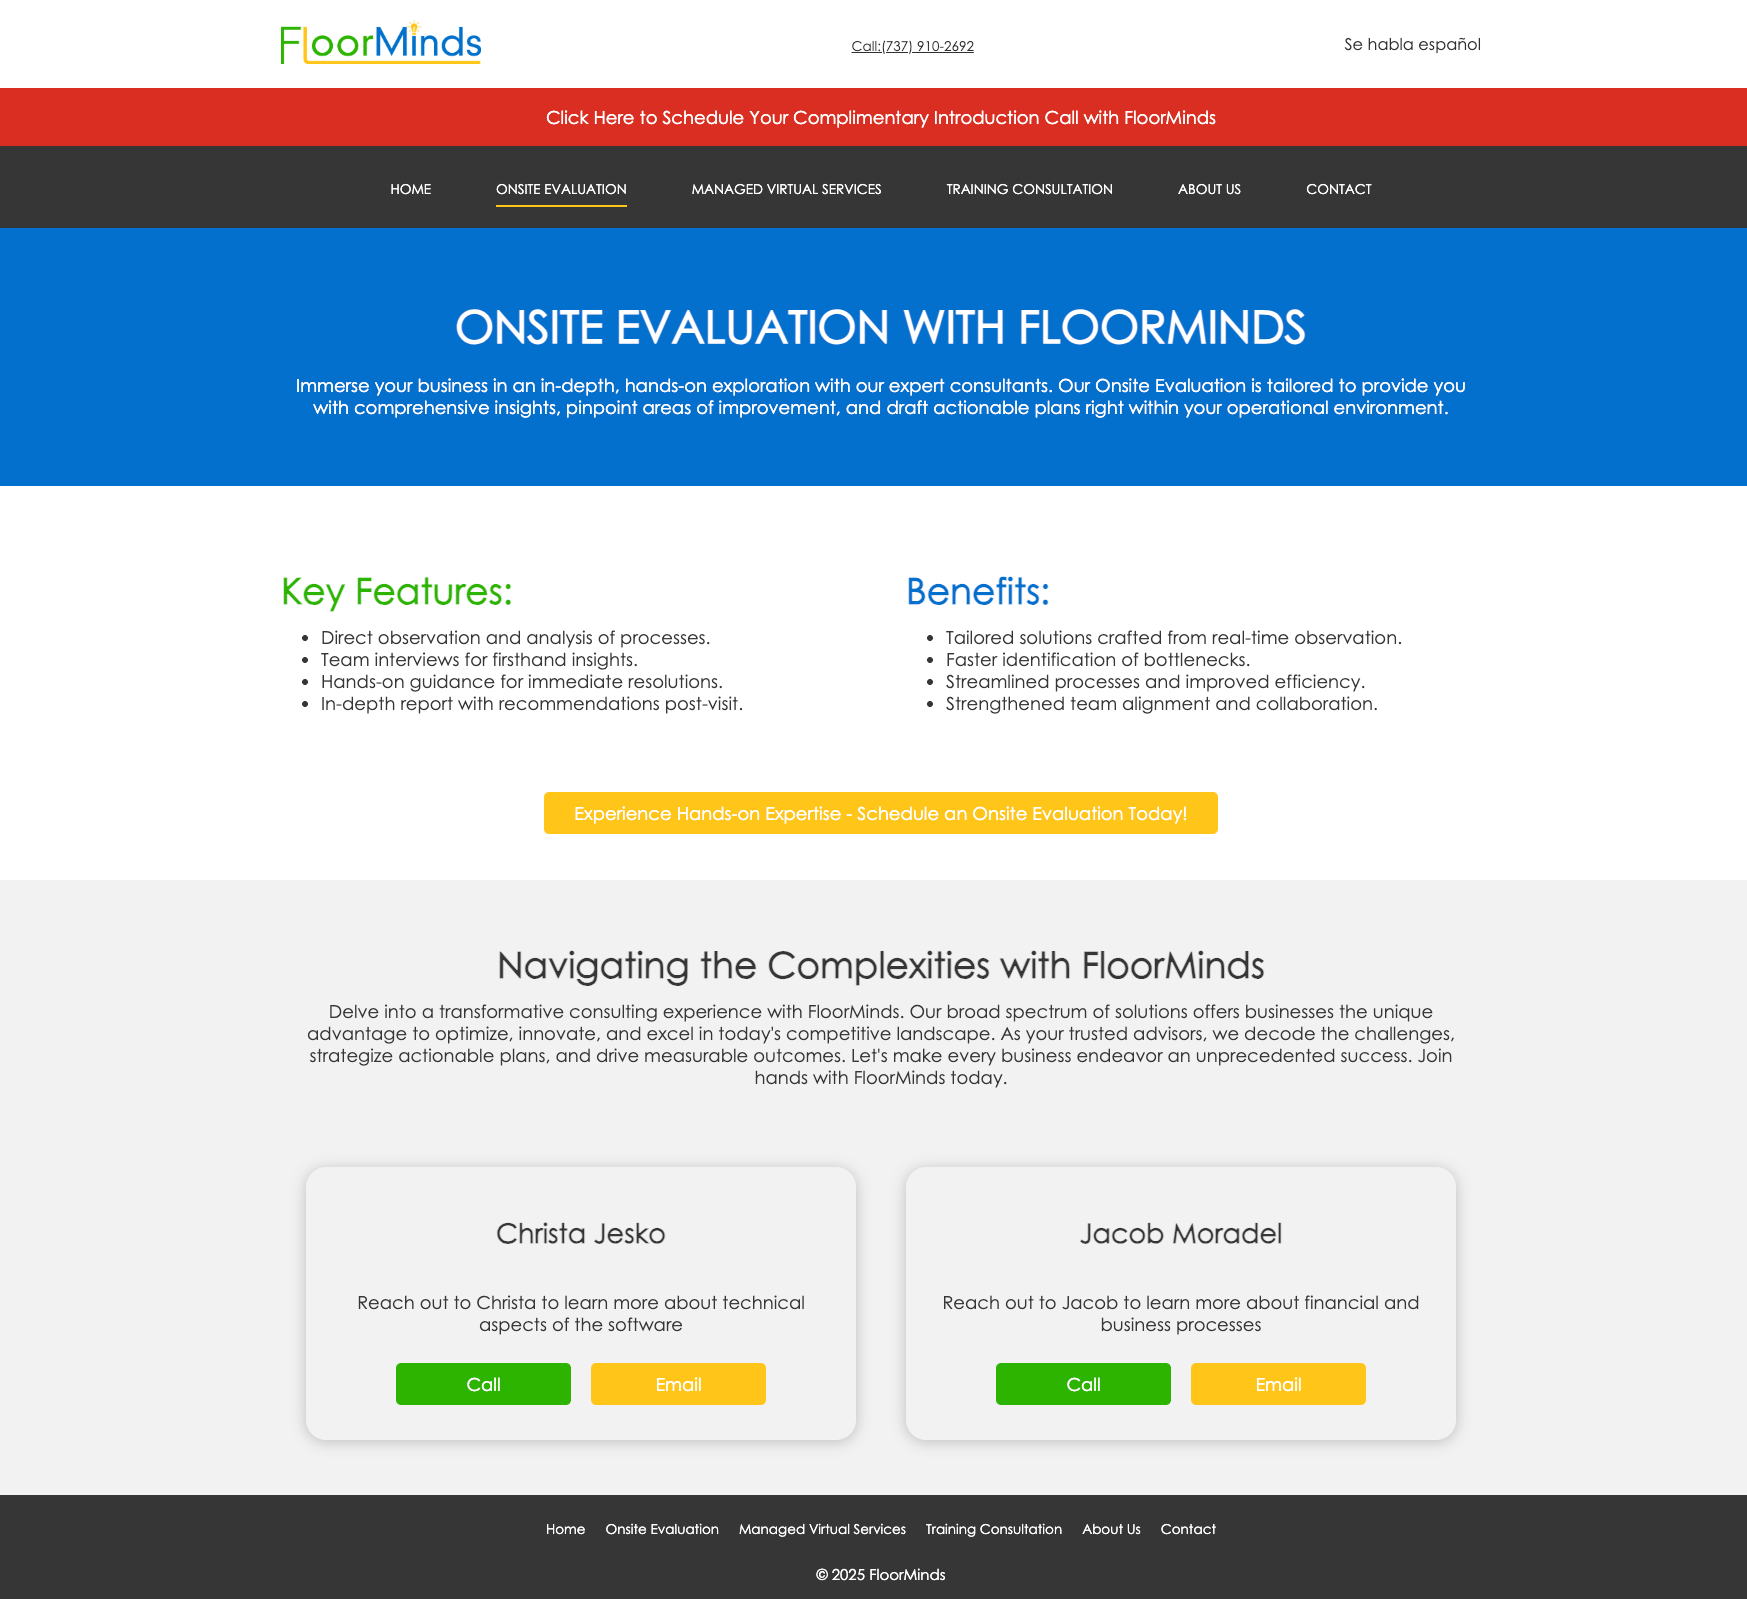 FloorMinds
Call:(737) 910-2692
Se habla español
Click Here to Schedule Your Complimentary Introduction Call with FloorMinds
HOME
ONSITE EVALUATION
MANAGED VIRTUAL SERVICES
TRAINING CONSULTATION
ABOUT US
CONTACT
ONSITE EVALUATION WITH FLOORMINDS
Immerse your business in an in-depth, hands-on exploration with our expert consultants. Our Onsite Evaluation is tailored to provide you
with comprehensive insights, pinpoint areas of improvement, and draft actionable plans right within your operational environment.
Key Features:
• Direct observation and analysis of processes.
• Team interviews for firsthand insights.
• Hands-on guidance for immediate resolutions.
• In-depth report with recommendations post-visit.
Benefits:
• Tailored solutions crafted from real-time observation.
• Faster identification of bottlenecks.
• Streamlined processes and improved efficiency.
• Strengthened team alignment and collaboration.
Experience Hands-on Expertise - Schedule an Onsite Evaluation Today!
Navigating the Complexities with FloorMinds
Delve into a transformative consulting experience with FloorMinds. Our broad spectrum of solutions offers businesses the unique
advantage to optimize, innovate, and excel in today's competitive landscape. As your trusted advisors, we decode the challenges,
strategize actionable plans, and drive measurable outcomes. Let's make every business endeavor an unprecedented success. Join
hands with FloorMinds today.
Christa Jesko
Reach out to Christa to learn more about technical
aspects of the software
Call
Email
Jacob Moradel
Reach out to Jacob to learn more about financial and
business processes
Call
Email
Home
Onsite Evaluation
Managed Virtual Services
Training Consultation
About Us
Contact
© 2025 FloorMinds